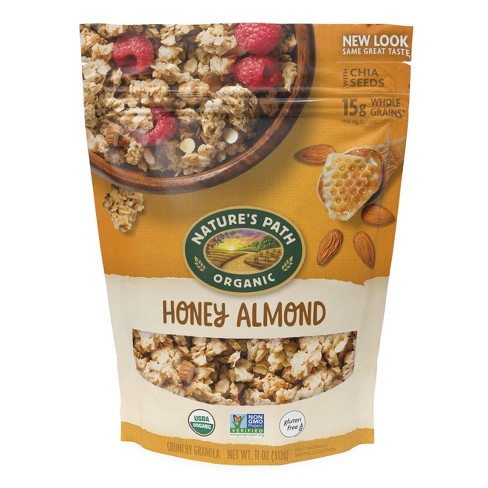 NEW LOOK
SAME GREAT TASTE
WITH CHIA
SEEDS
15g WHOLE
GRAINS*
NATURE'S PATH
ORGANIC
HONEY ALMOND
USDA
ORGANIC
NON
GMO
Project
VERIFIED
gluten
free
CRUNCHY GRANOLA
NET WT. 11 OZ (312g)